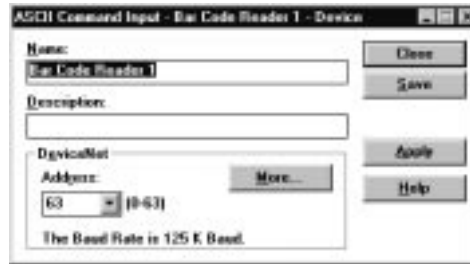 ASCII Command Input - Bar Code Reader 1 - Device
Name:
Bar Code Reader 1
Close
Save
Description:
DeviceNet
Address:
More...
Apply
Help
63 (0-63)
The Baud Rate is 125 K Baud.